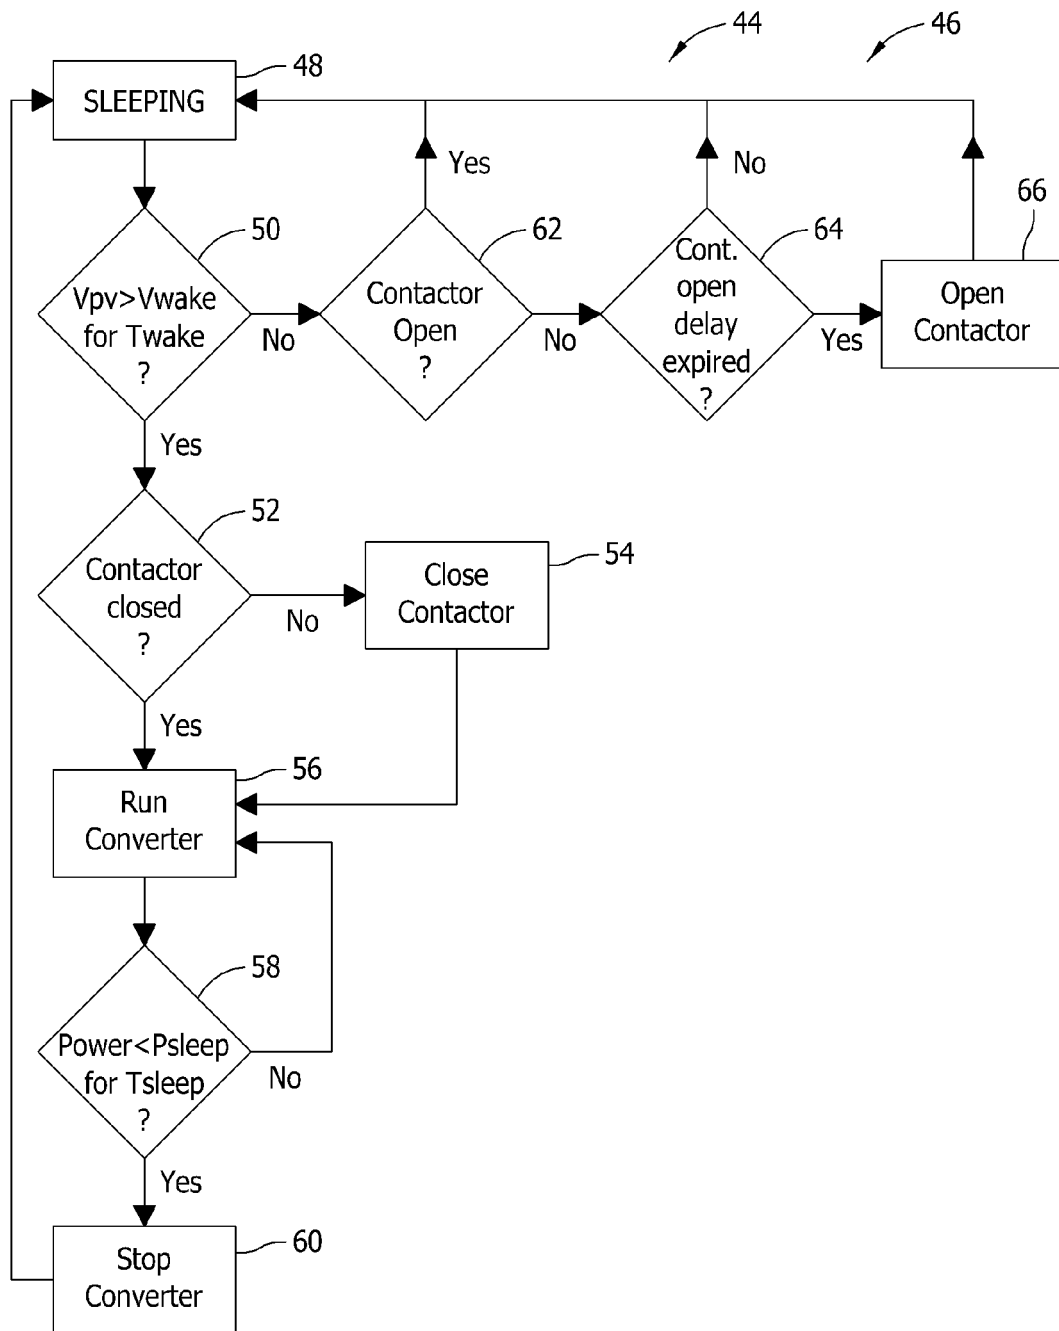 44
46
48
SLEEPING
Yes
No
66
50
62
64
Vpv>Vwake
for Twake
?
No
Contactor
Open
?
No
Cont.
open
delay
expired
?
Yes
Open
Contactor
Yes
52
Contactor
closed
?
No
54
Close
Contactor
Yes
56
Run
Converter
58
Power<Psleep
for Tsleep
?
No
Yes
60
Stop
Converter